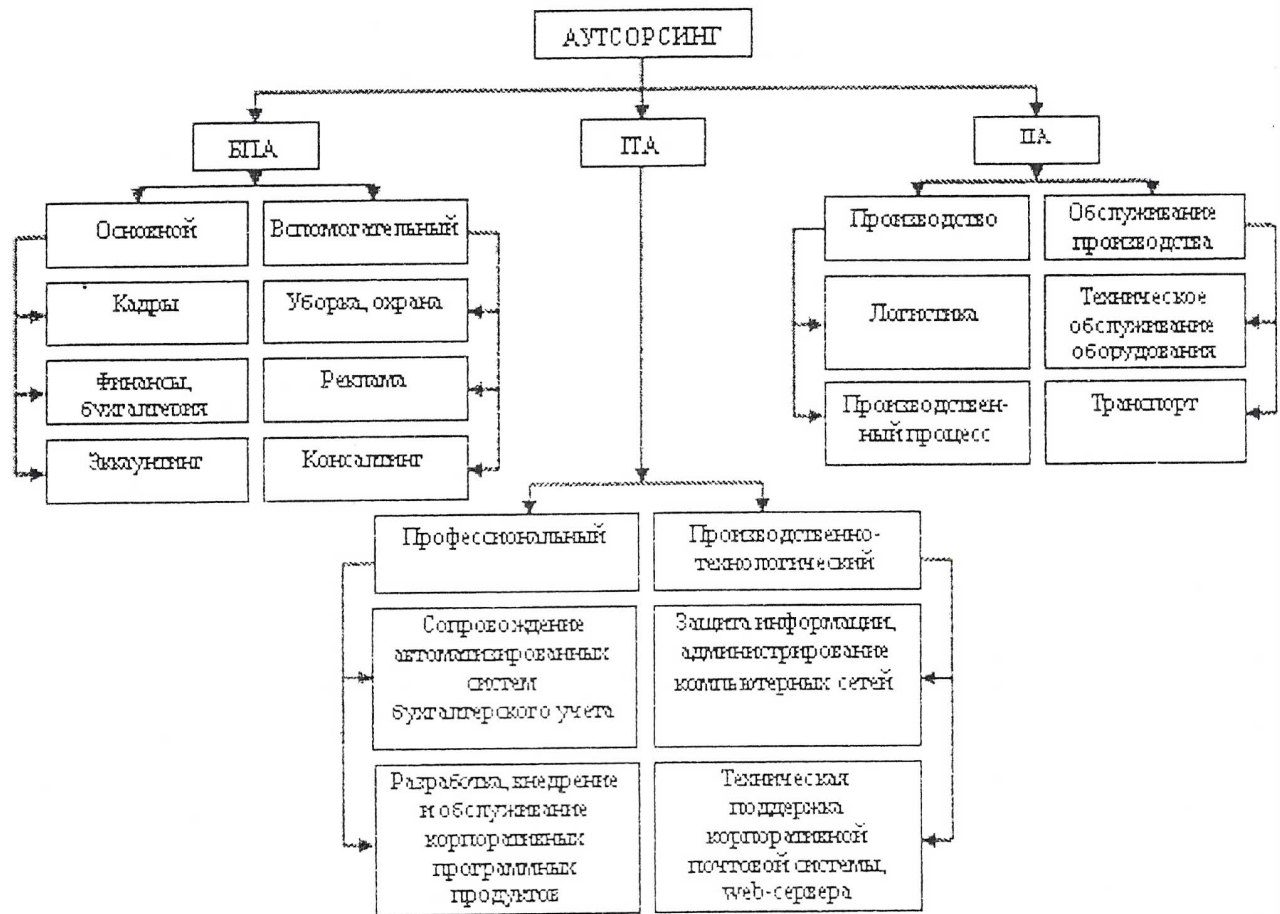 АУТСОРСИНГ
БПА
ІТА
ПА
Основной
Вспомогательный
Кадры
Уборка, охрана
Финансы,
бухгалтерия
Реклама
Эккаунтинг
Консалтинг
Производство
Обслуживание
производства
Логистика
Техническое
обслуживание
оборудования
Производствен-
ный процесс
Транспорт
Профессиональный
Производственно-
технологический
Сопровождение
автоматизированных
систем
бухгалтерского учета
Защита информации,
администрирование
компьютерных сетей
Разработка, внедрение
и обслуживание
корпоративных
программных
продуктов
Техническая
поддержка
корпоративной
почтовой системы,
web-сервера